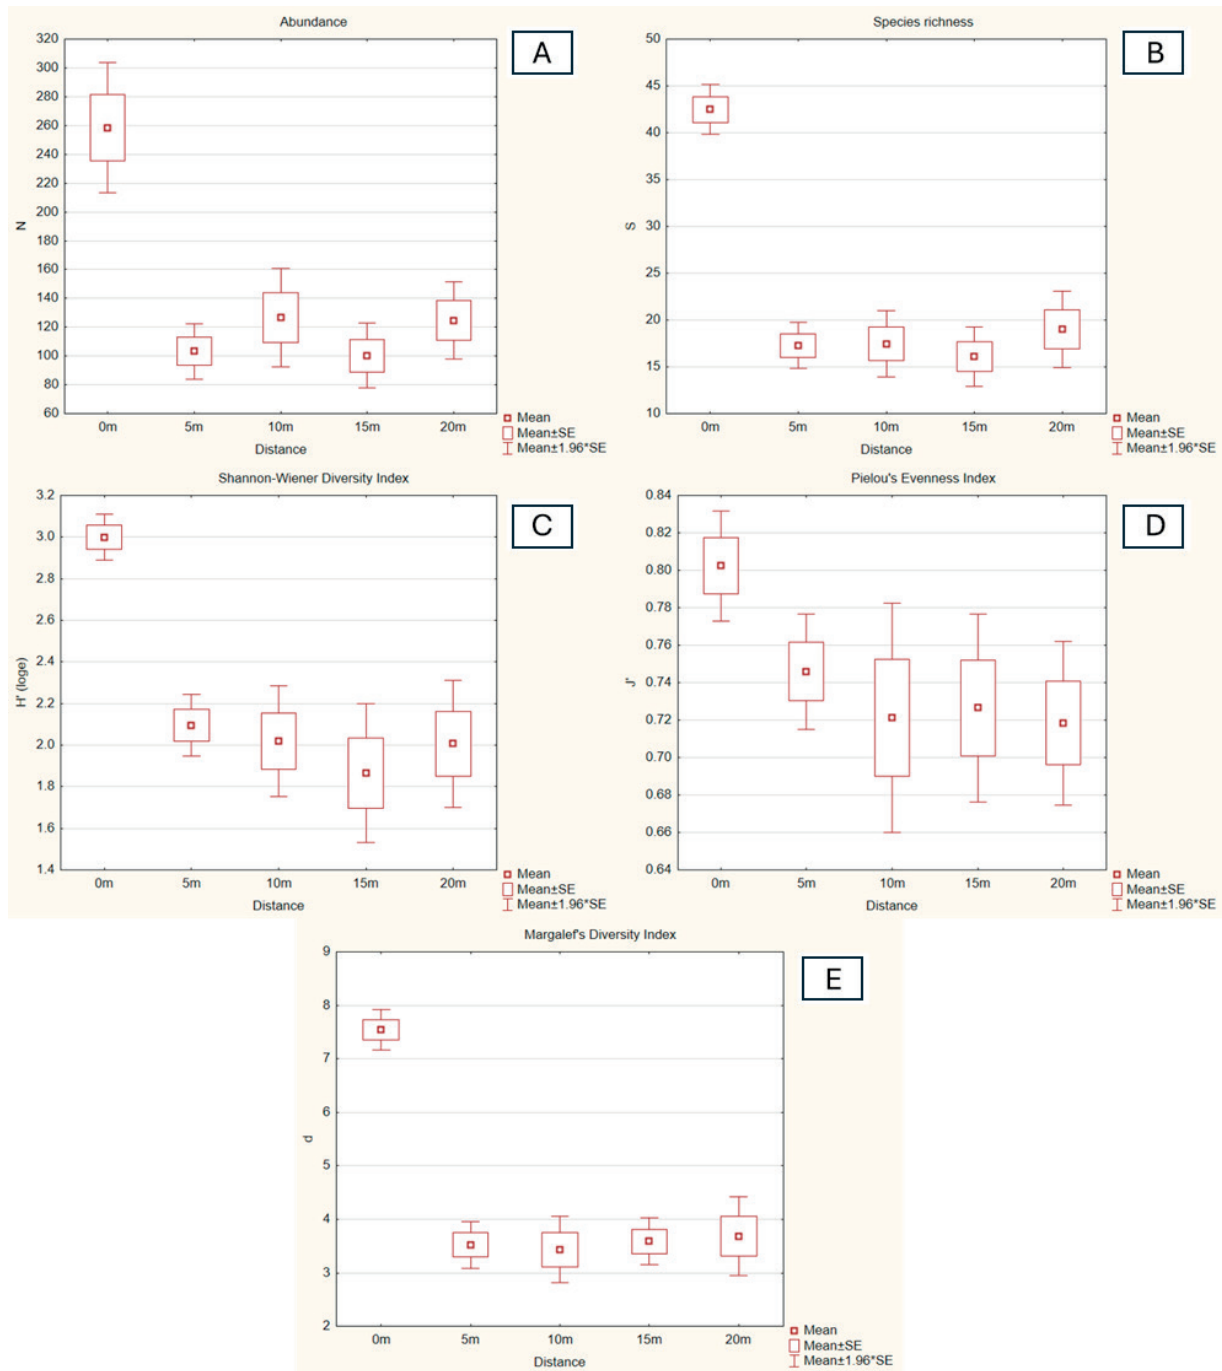 Abundance
A
320
300
280
260
240
220
200
180
160
140
120
100
80
60
N
0m 5m 10m 15m 20m
Distance
Mean
Mean±SE
Mean±1.96*SE
Species richness
B
50
45
40
35
30
25
20
15
10
S
0m 5m 10m 15m 20m
Distance
Mean
Mean±SE
Mean±1.96*SE
Shannon-Wiener Diversity Index
C
3.2
3.0
2.8
2.6
2.4
2.2
2.0
1.8
1.6
1.4
H' (loge)
0m 5m 10m 15m 20m
Distance
Mean
Mean±SE
Mean±1.96*SE
Pielou's Evenness Index
D
0.84
0.82
0.80
0.78
0.76
0.74
0.72
0.70
0.68
0.66
0.64
J'
0m 5m 10m 15m 20m
Distance
Mean
Mean±SE
Mean±1.96*SE
Margalef's Diversity Index
E
9
8
7
6
5
4
3
2
d
0m 5m 10m 15m 20m
Distance
Mean
Mean±SE
Mean±1.96*SE